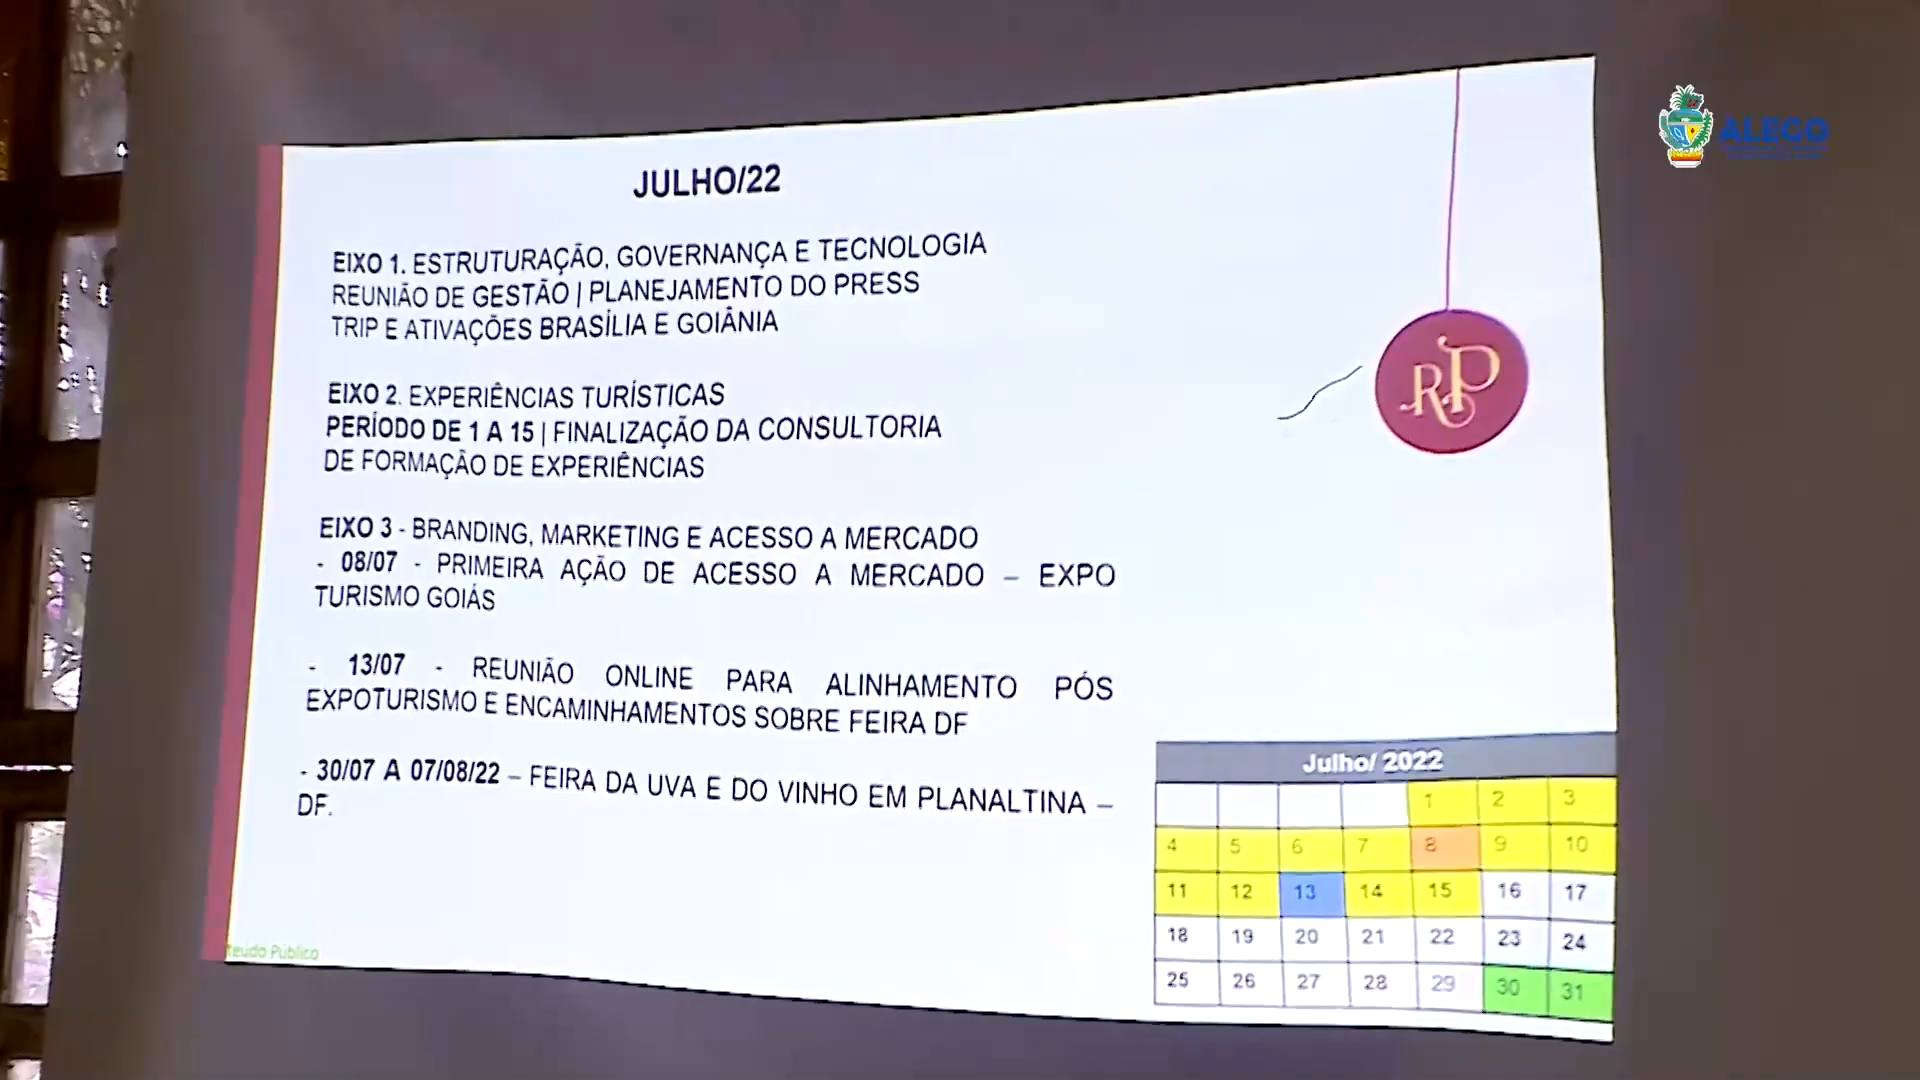 ALEGO
JULHO/22
EIXO 1. ESTRUTURAÇÃO, GOVERNANÇA E TECNOLOGIA
REUNIÃO DE GESTÃO | PLANEJAMENTO DO PRESS
TRIP E ATIVAÇÕES BRASÍLIA E GOIÂNIA
RP
EIXO 2. EXPERIÊNCIAS TURÍSTICAS
PERÍODO DE 1 A 15 | FINALIZAÇÃO DA CONSULTORIA
DE FORMAÇÃO DE EXPERIÊNCIAS
EIXO 3 - BRANDING, MARKETING E ACESSO A MERCADO
- 08/07 - PRIMEIRA AÇÃO DE ACESSO A MERCADO – EXPO
TURISMO GOIÁS
- 13/07 - REUNIÃO ONLINE PARA ALINHAMENTO PÓS
EXPOTURISMO E ENCAMINHAMENTOS SOBRE FEIRA DF
- 30/07 A 07/08/22 – FEIRA DA UVA E DO VINHO EM PLANALTINA –
DF.
Julho/ 2022
1 2 3
4 5 6 7 8 9 10
11 12 13 14 15 16 17
18 19 20 21 22 23 24
25 26 27 28 29 30 31
teúdo Público